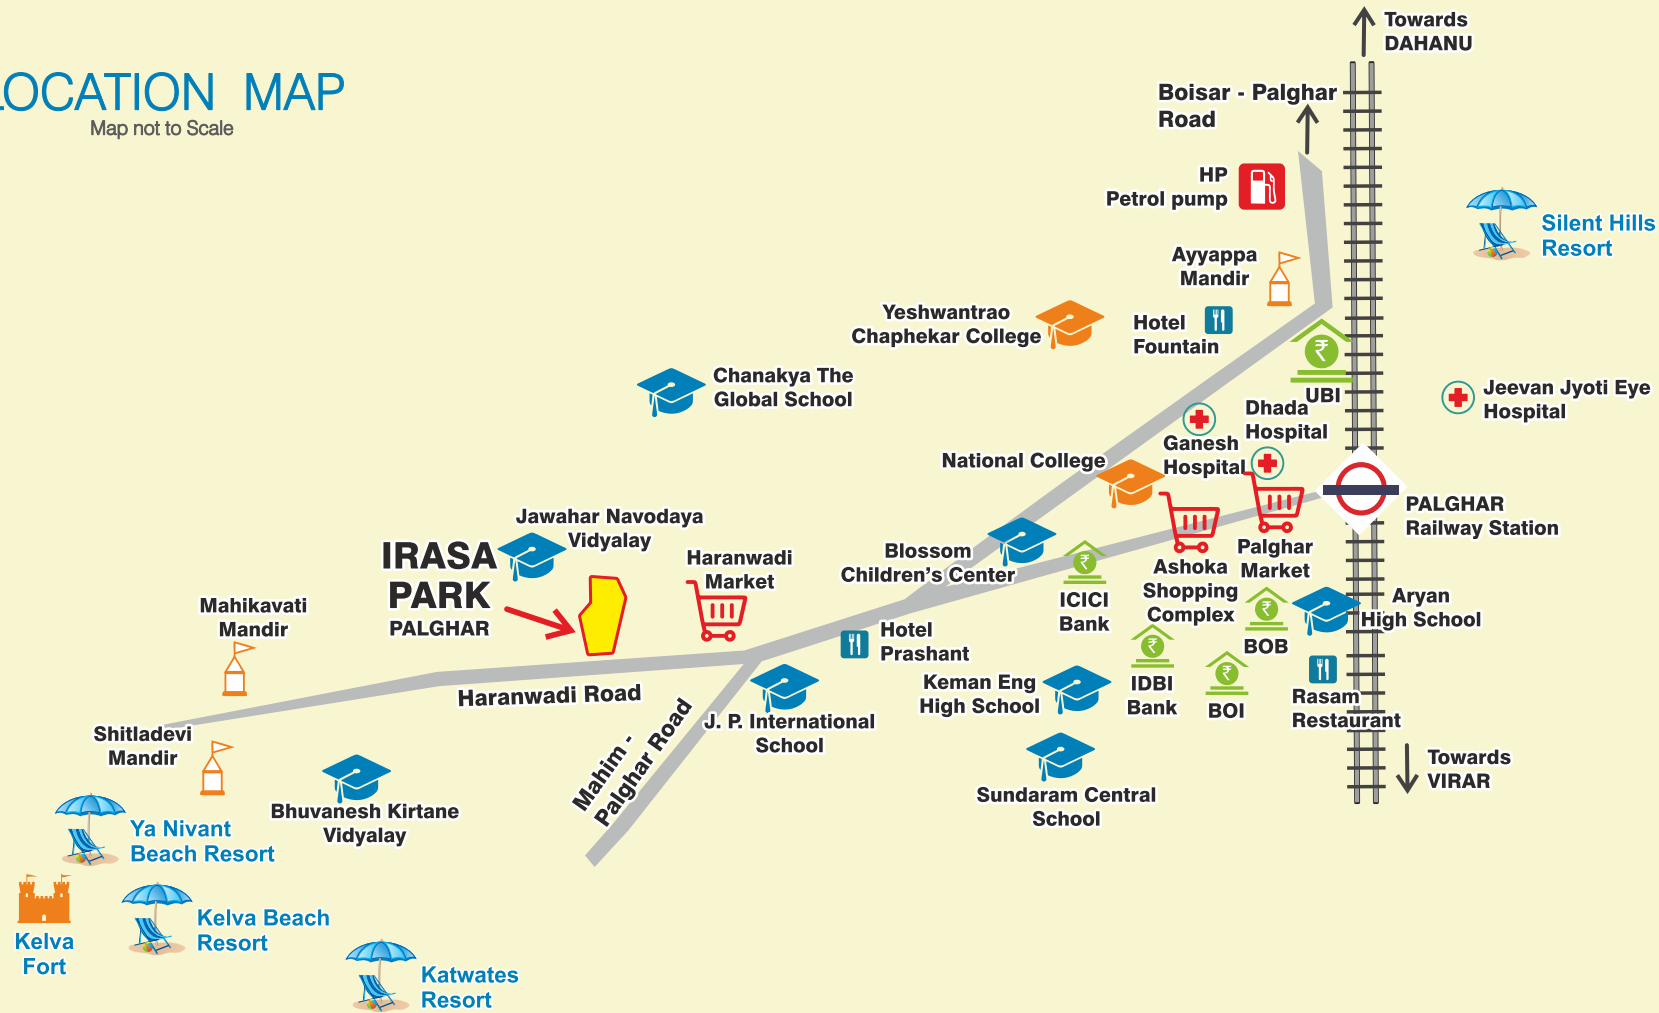 LOCATION MAP
Map not to Scale
Towards
DAHANU
Boisar - Palghar
Road
HP
Petrol pump
Silent Hills
Resort
Ayyappa
Mandir
Yeshwantrao
Chaphekar College
Hotel
Fountain
₹
UBI
Chanakya The
Global School
Jeevan Jyoti Eye
Hospital
Dhada
Hospital
Ganesh
Hospital
National College
PALGHAR
Railway Station
Jawahar Navodaya
Vidyalay
IRASA
PARK
PALGHAR
Haranwadi
Market
Blossom
Children's Center
₹
ICICI
Bank
Ashoka
Shopping
Complex
Palghar
Market
₹
BOB
Aryan
High School
Mahikavati
Mandir
Hotel
Prashant
Haranwadi Road
Mahim -
Palghar Road
J. P. International
School
Keman Eng
High School
₹
IDBI
Bank
₹
BOI
Rasam
Restaurant
Shitladevi
Mandir
Sundaram Central
School
Towards
VIRAR
Bhuvanesh Kirtane
Vidyalay
Ya Nivant
Beach Resort
Kelva
Fort
Kelva Beach
Resort
Katwates
Resort